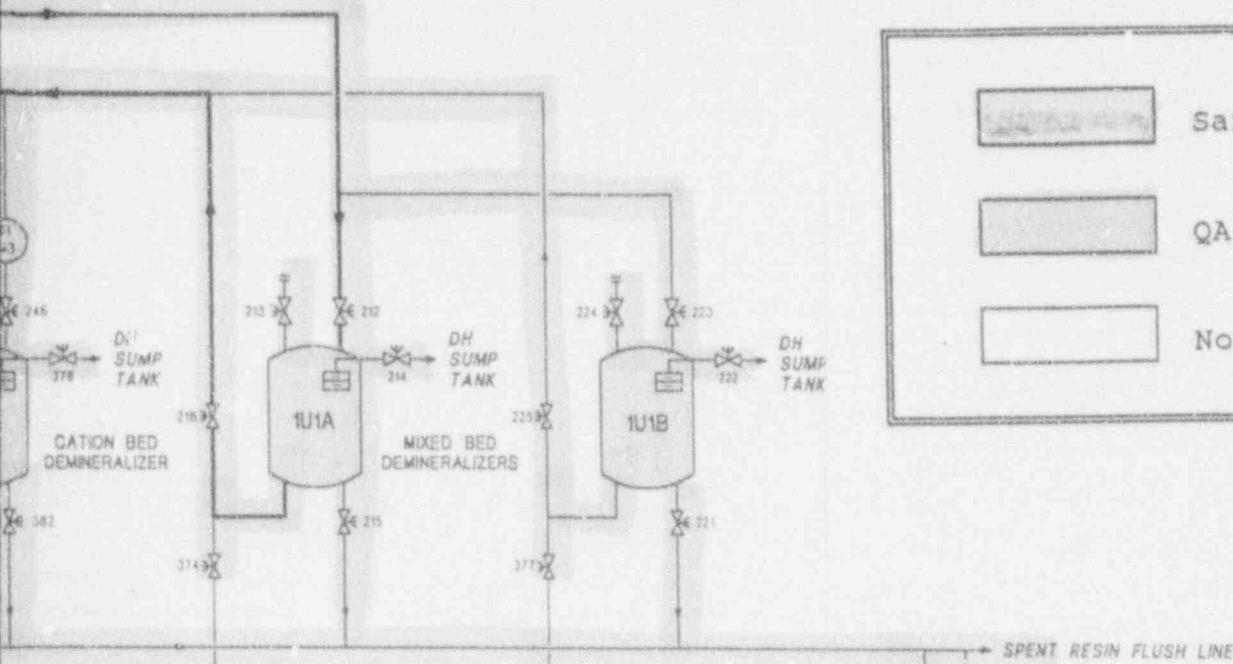 246
213
212
224
223
DH
SUMP
TANK
378
DH
SUMP
TANK
214
DH
SUMP
TANK
222
216
1U1A
225
1U1B
CATION BED
DEMINERALIZER
MIXED BED
DEMINERALIZERS
382
215
221
374
377
SPENT RESIN FLUSH LINE
QA
No